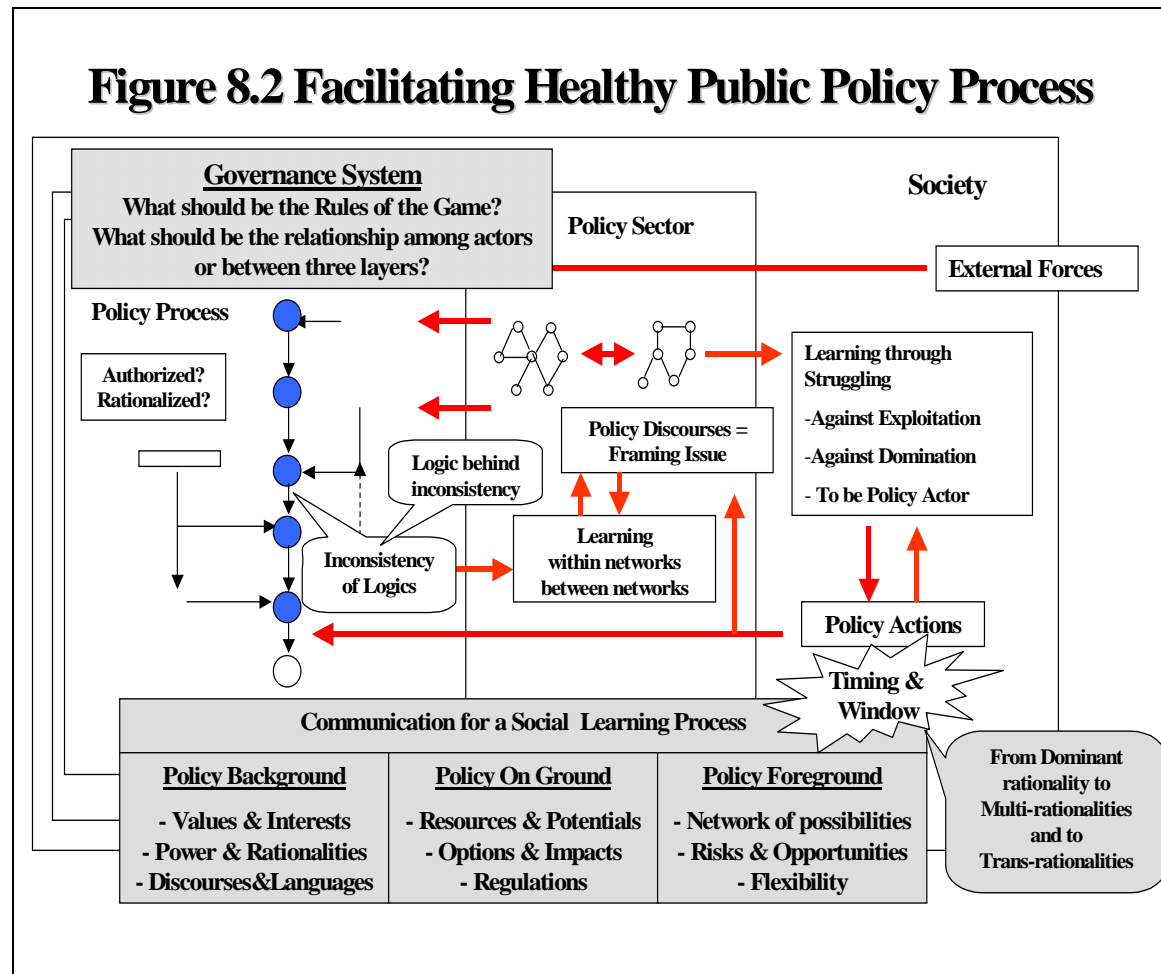 Figure 8.2 Facilitating Healthy Public Policy Process
Governance System
What should be the Rules of the Game?
What should be the relationship among actors
or between three layers?
Society
Policy Sector
External Forces
Policy Process
Authorized?
Rationalized?
Learning through
Struggling
-Against Exploitation
-Against Domination
- To be Policy Actor
Policy Discourses =
Framing Issue
Logic behind
inconsistency
Learning
within networks
between networks
Inconsistency
of Logics
Policy Actions
Timing &
Window
Communication for a Social Learning Process
Policy Background
- Values & Interests
- Power & Rationalities
- Discourses&Languages
Policy On Ground
- Resources & Potentials
- Options & Impacts
- Regulations
Policy Foreground
- Network of possibilities
- Risks & Opportunities
- Flexibility
From Dominant
rationality to
Multi-rationalities
and to
Trans-rationalities